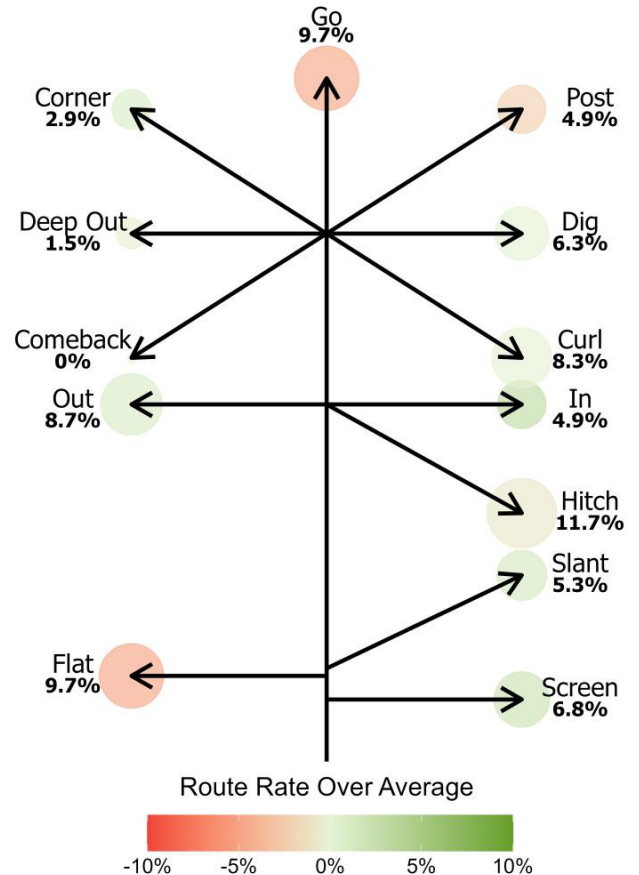 Go
9.7%
Corner
2.9%
Post
4.9%
Deep Out
1.5%
Dig
6.3%
Comeback
0%
Curl
8.3%
Out
8.7%
In
4.9%
Hitch
11.7%
Slant
5.3%
Flat
9.7%
Screen
6.8%
Route Rate Over Average
-10% -5% 0% 5% 10%